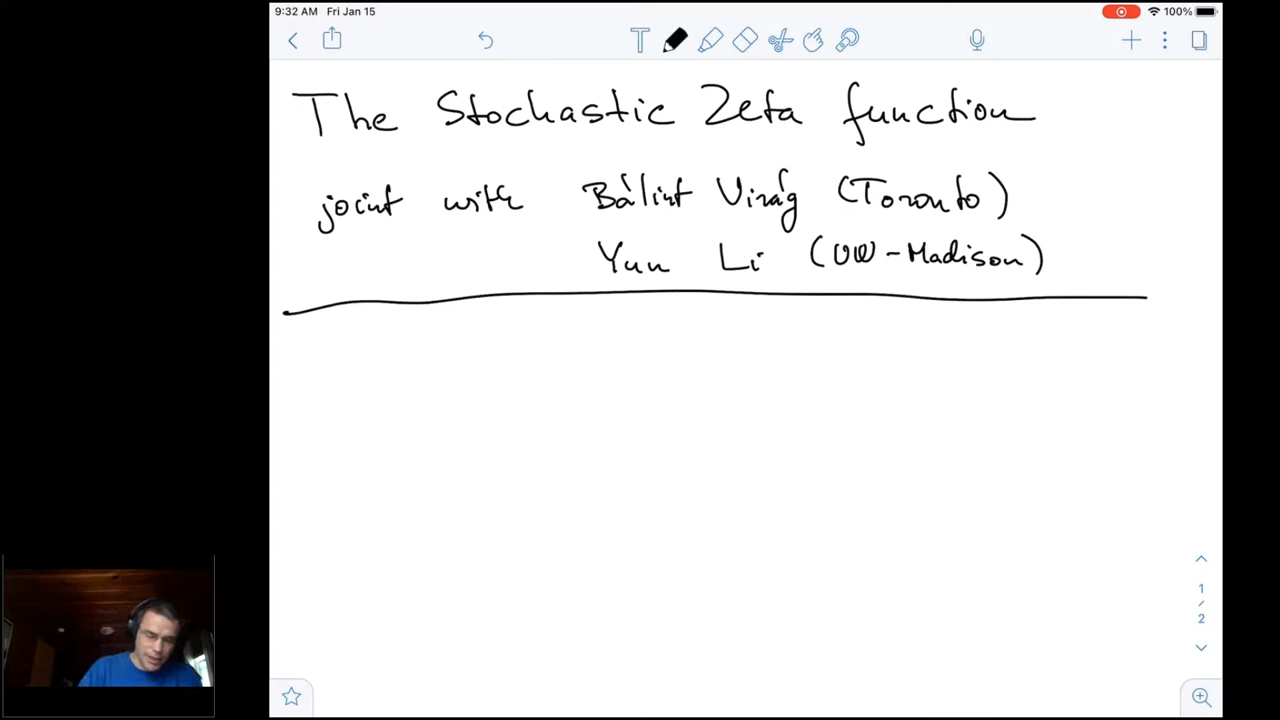 9:32 AM Fri Jan 15
100%
The Stochastic Zeta function
joint with Bálint Virág (Toronto)
Yun Li (UW-Madison)
1
/
2